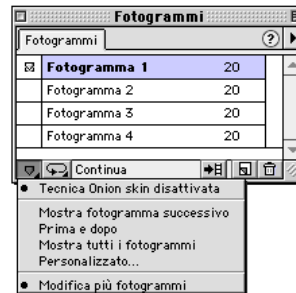 Fotogrammi
Fotogrammi ?
Fotogramma 1 20
Fotogramma 2 20
Fotogramma 3 20
Fotogramma 4 20
Continua
• Tecnica Onion skin disattivata
Mostra fotogramma successivo
Prima e dopo
Mostra tutti i fotogrammi
Personalizzato...
• Modifica più fotogrammi